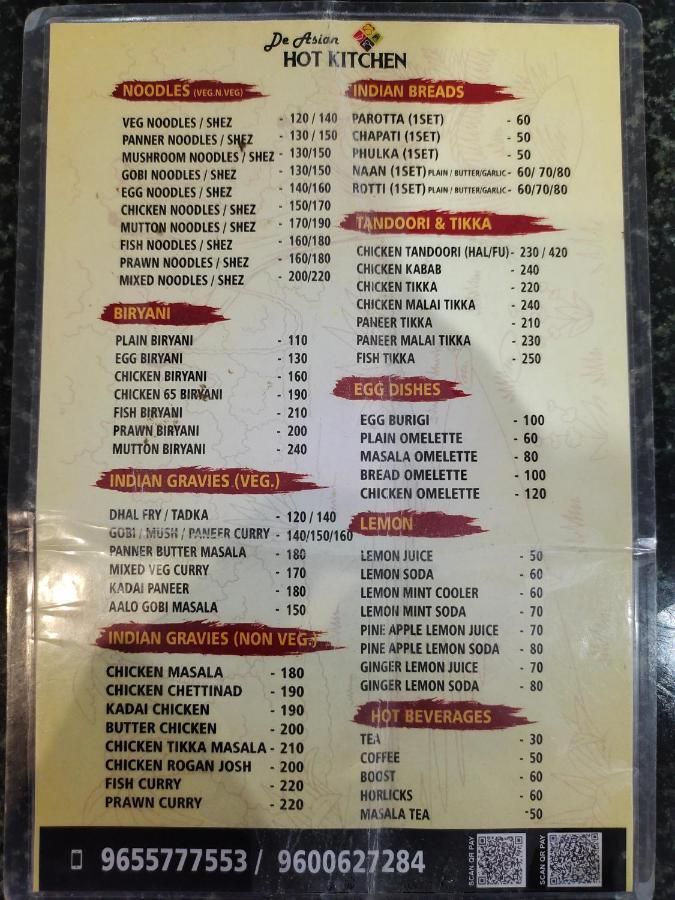 De Asian
HOT KITCHEN
NOODLES (VEG.N.VEG)
VEG NOODLES / SHEZ - 120 / 140
PANNER NOODLES / SHEZ - 130 / 150
MUSHROOM NOODLES / SHEZ - 130/150
GOBI NOODLES / SHEZ - 130/150
EGG NOODLES / SHEZ - 140/160
CHICKEN NOODLES / SHEZ - 150/170
MUTTON NOODLES / SHEZ - 170/190
FISH NOODLES / SHEZ - 160/180
PRAWN NOODLES / SHEZ - 160/180
MIXED NOODLES / SHEZ - 200/220
BIRYANI
PLAIN BIRYANI - 110
EGG BIRYANI - 130
CHICKEN BIRYANI - 160
CHICKEN 65 BIRYANI - 190
FISH BIRYANI - 210
PRAWN BIRYANI - 200
MUTTON BIRYANI - 240
INDIAN GRAVIES (VEG.)
DHAL FRY / TADKA - 120 / 140
GOBI / MUSH / PANEER CURRY - 140/150/160
PANNER BUTTER MASALA - 180
MIXED VEG CURRY - 170
KADAI PANEER - 180
AALO GOBI MASALA - 150
INDIAN GRAVIES (NON VEG.)
CHICKEN MASALA - 180
CHICKEN CHETTINAD - 190
KADAI CHICKEN - 190
BUTTER CHICKEN - 200
CHICKEN TIKKA MASALA - 210
CHICKEN ROGAN JOSH - 200
FISH CURRY - 220
PRAWN CURRY - 220
INDIAN BREADS
PAROTTA (1SET) - 60
CHAPATI (1SET) - 50
PHULKA (1SET) - 50
NAAN (1SET) PLAIN / BUTTER/GARLIC - 60/ 70/80
ROTTI (1SET) PLAIN / BUTTER/GARLIC - 60/70/80
TANDOORI & TIKKA
CHICKEN TANDOORI (HAL/FU) - 230 / 420
CHICKEN KABAB - 240
CHICKEN TIKKA - 220
CHICKEN MALAI TIKKA - 240
PANEER TIKKA - 210
PANEER MALAI TIKKA - 230
FISH TIKKA - 250
EGG DISHES
EGG BURIGI - 100
PLAIN OMELETTE - 60
MASALA OMELETTE - 80
BREAD OMELETTE - 100
CHICKEN OMELETTE - 120
LEMON
LEMON JUICE - 50
LEMON SODA - 60
LEMON MINT COOLER - 60
LEMON MINT SODA - 70
PINE APPLE LEMON JUICE - 70
PINE APPLE LEMON SODA - 80
GINGER LEMON JUICE - 70
GINGER LEMON SODA - 80
HOT BEVERAGES
TEA - 30
COFFEE - 50
BOOST - 60
HORLICKS - 60
MASALA TEA -50
9655777553 / 9600627284
SCAN QR PAY
SCAN QR PAY